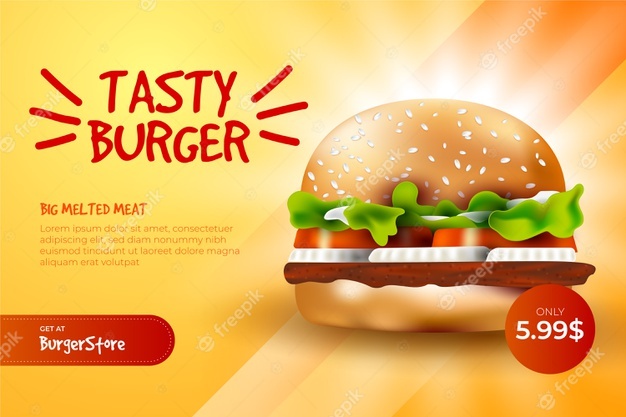 TASTY
BURGER
BIG MELTED MEAT
Lorem ipsum dolor sit amet,
consectetuer adipiscing elit, sed diam
nonummy nibh euismod tincidunt ut
laoreet dolore magna aliquam
erat volutpat
GET AT
BurgerStore
ONLY
5.99$
freepik